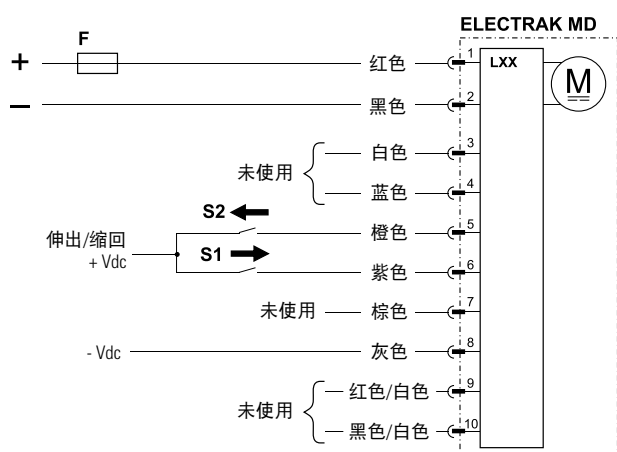 ELECTRAK MD
F
+ 红色 1 LXX M
− 黑色 2
白色 3
未使用
蓝色 4
S2
橙色 5
伸出/缩回
+ Vdc
S1
紫色 6
未使用 棕色 7
- Vdc 灰色 8
红色/白色 9
未使用
黑色/白色 10